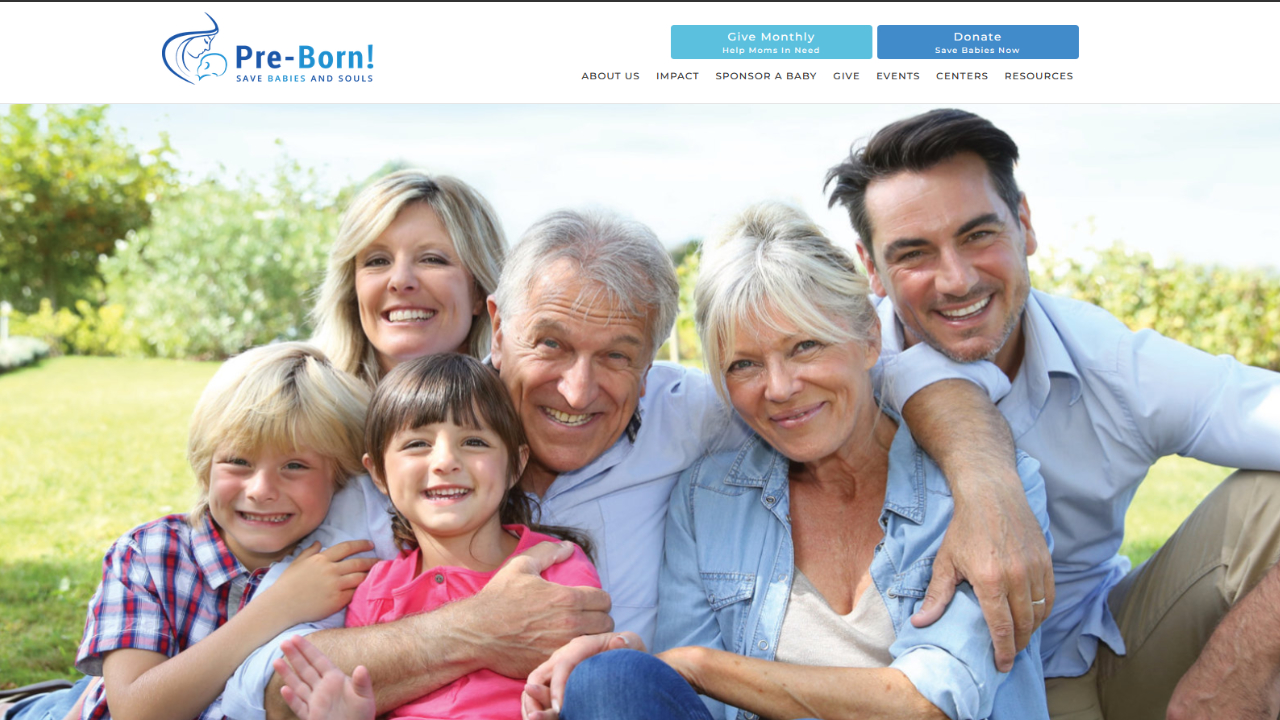 Pre-Born!
SAVE BABIES AND SOULS
Give Monthly
Help Moms In Need
Donate
Save Babies Now
ABOUT US IMPACT SPONSOR A BABY GIVE EVENTS CENTERS RESOURCES